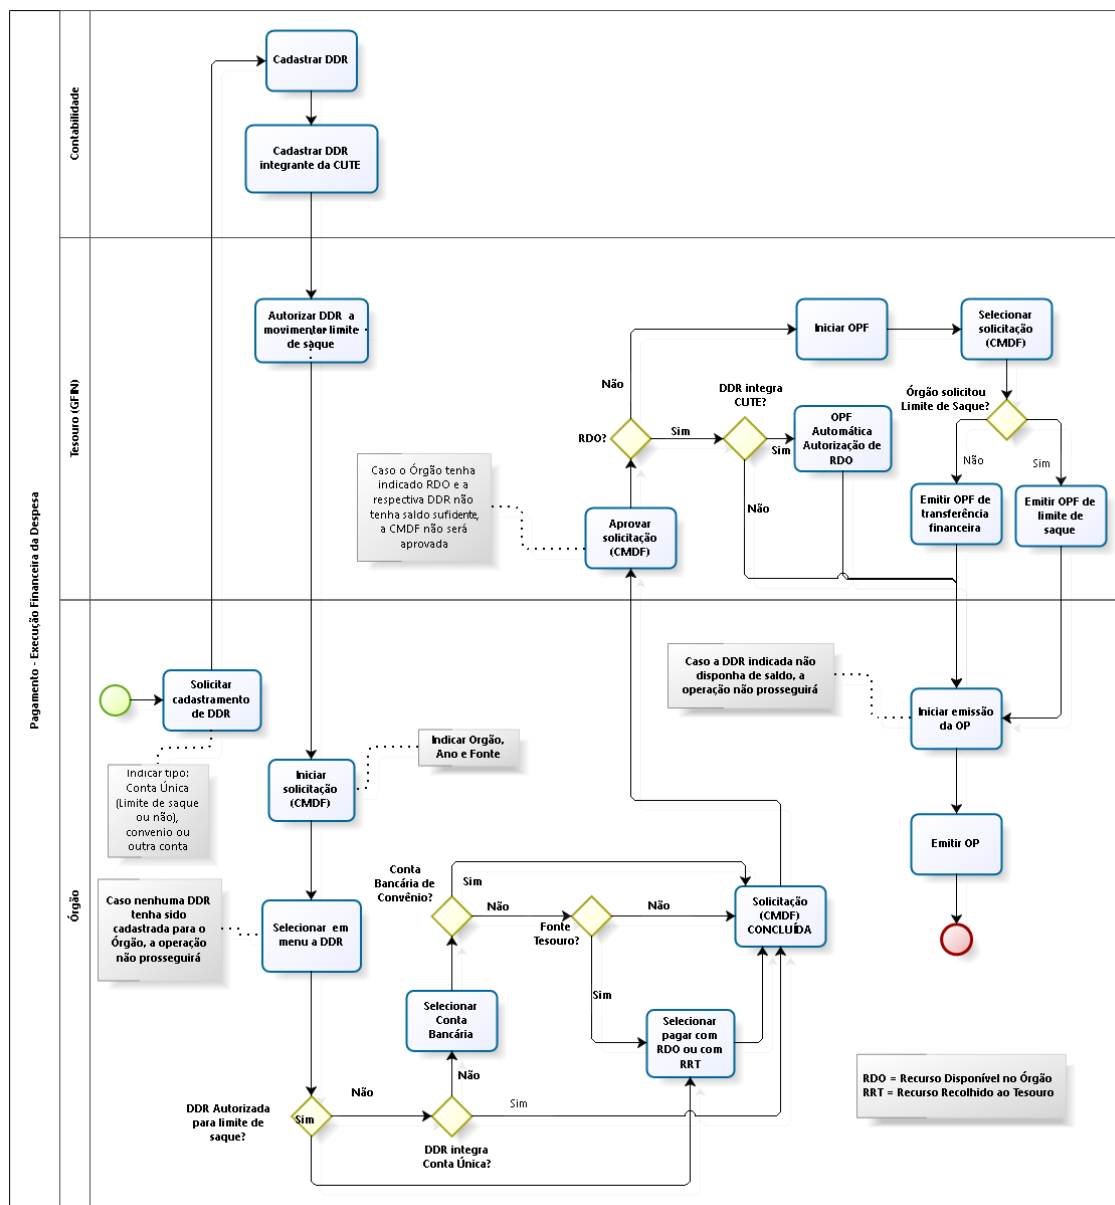 Pagamento - Execução Financeira da Despesa
Contabilidade
Cadastrar DDR
Cadastrar DDR
integrante da CUTE
Tesouro (GFIN)
Autorizar DDR a
movimentar limite
de saque
Iniciar OPF
Selecionar
solicitação
(CMDF)
Não
DDR integra
CUTE?
Órgão solicitou
Limite de Saque?
RDO?
Sim
Sim
OPF
Automática
Autorização de
RDO
Não
Sim
Caso o Órgão tenha
indicado RDO e a
respectiva DDR não
tenha saldo suficiente,
a CMDF não será
aprovada
Aprovar
solicitação
(CMDF)
Não
Emitir OPF de
transferência
financeira
Emitir OPF de
limite de
saque
Órgão
Solicitar
cadastramento
de DDR
Caso a DDR indicada não
disponha de saldo, a
operação não prosseguirá
Iniciar emissão
da OP
Indicar tipo:
Conta Única
(Limite de saque
ou não),
convenio ou
outra conta
Iniciar
solicitação
(CMDF)
Indicar Orgão,
Ano e Fonte
Emitir OP
Caso nenhuma DDR
tenha sido
cadastrada para o
Órgão, a operação
não prosseguirá
Selecionar em
menu a DDR
Conta
Bancária de
Convênio?
Sim
Não
Fonte
Tesouro?
Não
Solicitação
(CMDF)
CONCLUÍDA
Selecionar
Conta
Bancária
Sim
Selecionar
pagar com
RDO ou com
RRT
Não
Não
Sim
DDR Autorizada
para limite de
saque?
Sim
DDR integra
Conta Única?
RDO = Recurso Disponível no Órgão
RRT = Recurso Recolhido ao Tesouro